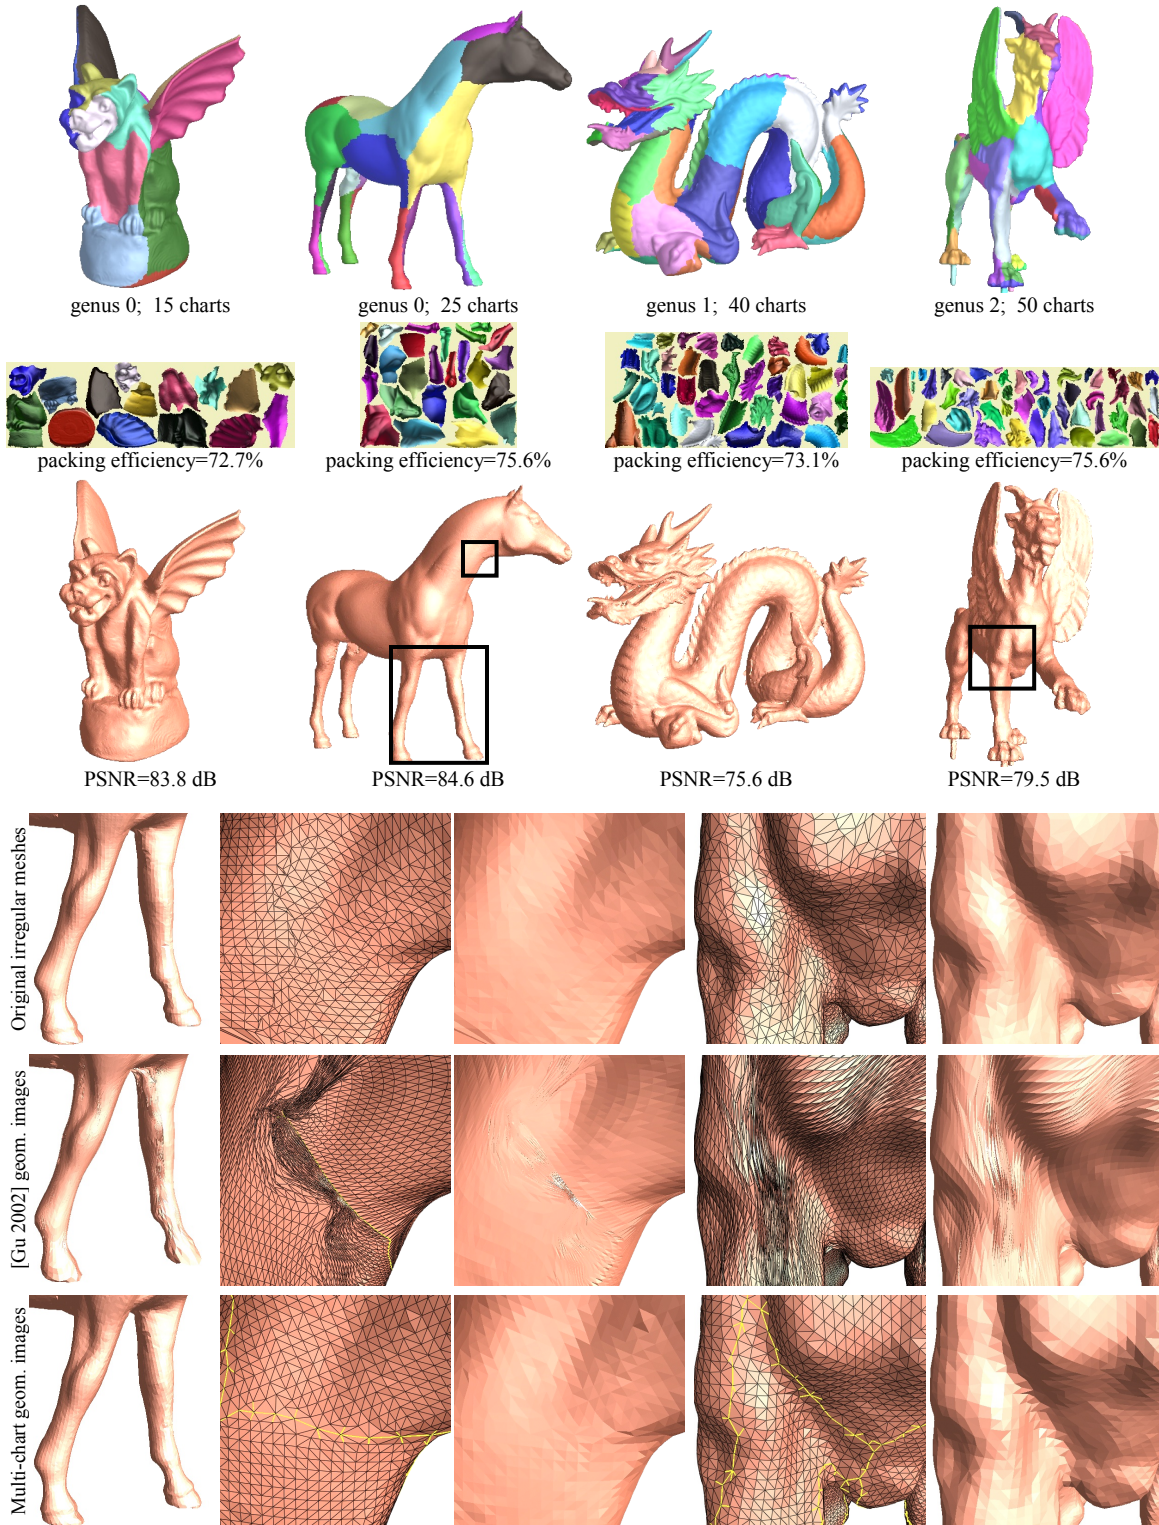 genus 0;  15 charts
genus 0;  25 charts
genus 1;  40 charts
genus 2;  50 charts
packing efficiency=72.7%
packing efficiency=75.6%
packing efficiency=73.1%
packing efficiency=75.6%
PSNR=83.8 dB
PSNR=84.6 dB
PSNR=75.6 dB
PSNR=79.5 dB
Original irregular meshes
[Gu 2002] geom. images
Multi-chart geom. images